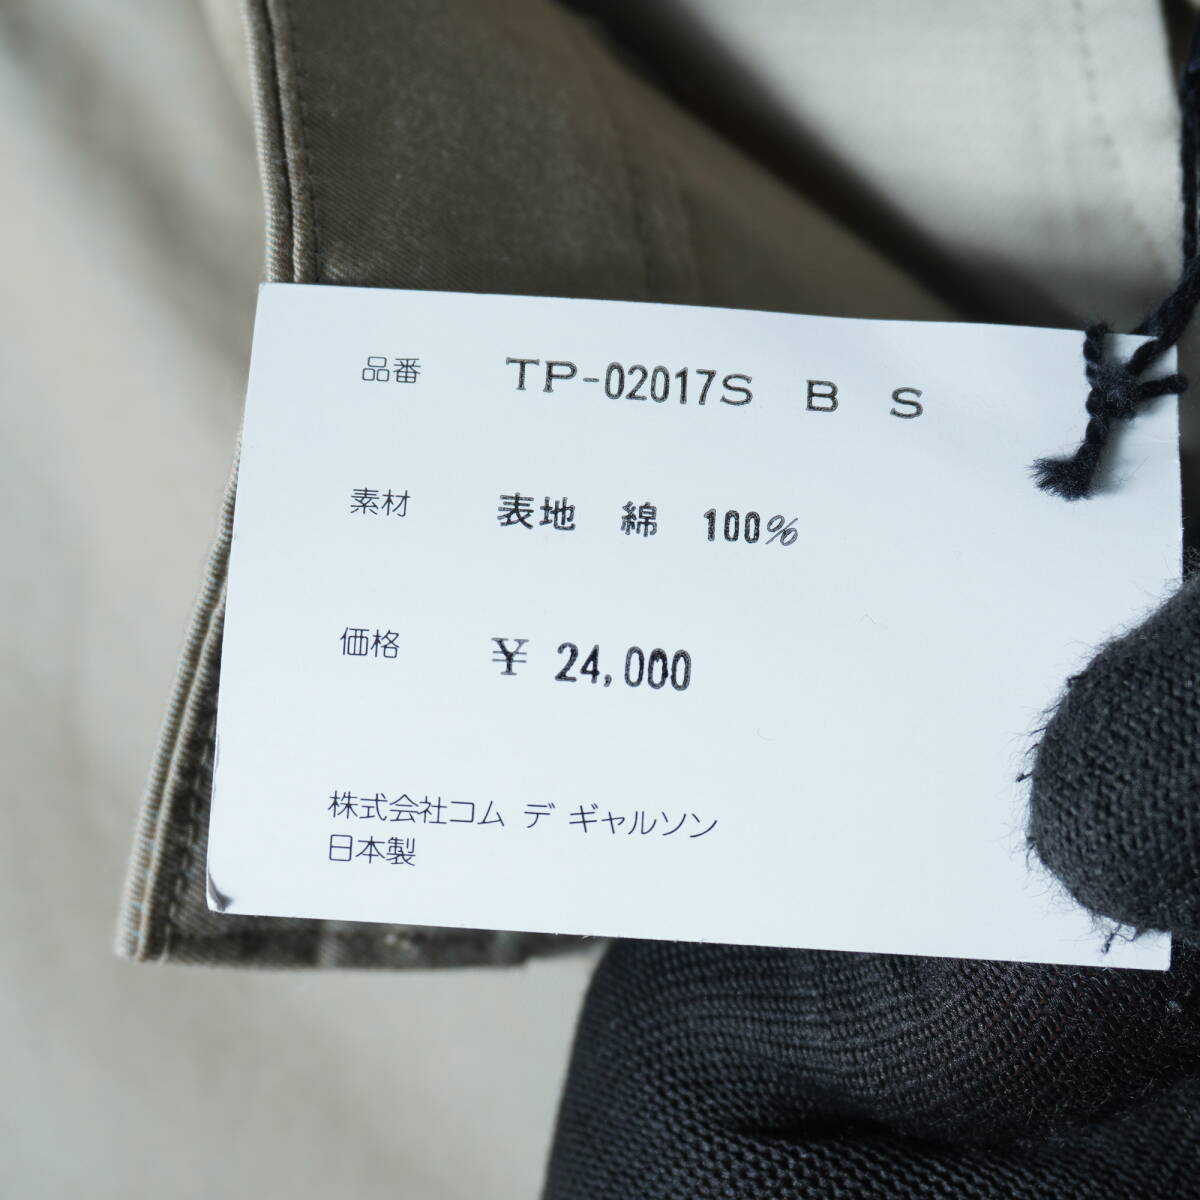 品番 TP-02017S B S
素材 表地 綿 100%
価格 ¥ 24,000
株式会社コム デ ギャルソン
日本製